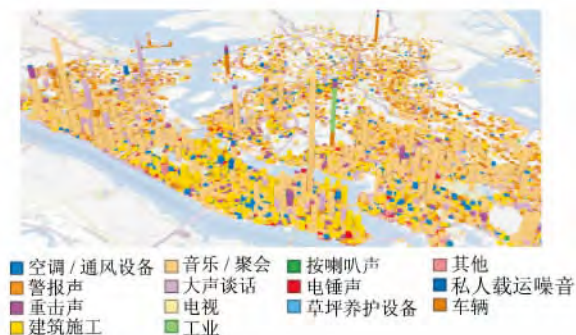 空调/通风设备 音乐/聚会 按喇叭声 其他
警报声 大声谈话 电锤声 私人载运噪音
重击声 电视 草坪养护设备 车辆
建筑施工 工业